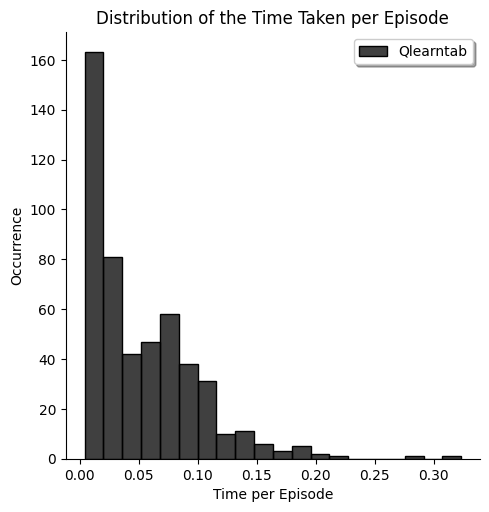 Distribution of the Time Taken per Episode
Qlearntab
Occurrence
160
140
120
100
80
60
40
20
0
0.00 0.05 0.10 0.15 0.20 0.25 0.30
Time per Episode